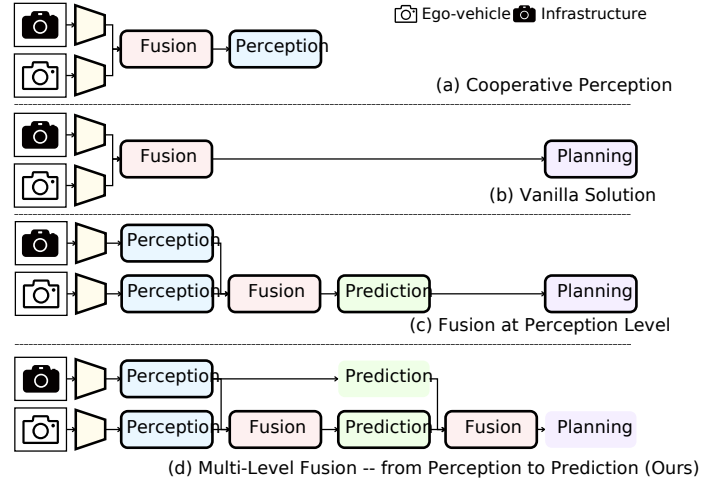 Ego-vehicle Infrastructure
Fusion Perception
(a) Cooperative Perception
Fusion Planning
(b) Vanilla Solution
Perception
Perception Fusion Prediction Planning
(c) Fusion at Perception Level
Perception Prediction
Perception Fusion Prediction Fusion Planning
(d) Multi-Level Fusion -- from Perception to Prediction (Ours)